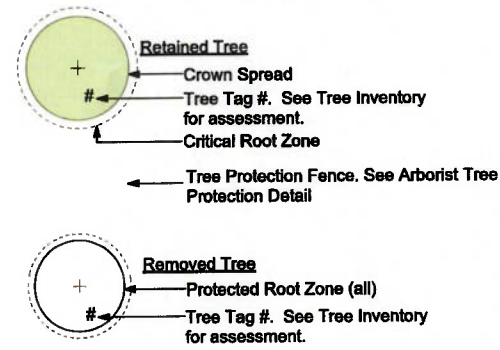 Retained Tree
Crown Spread
# Tree Tag #. See Tree Inventory
for assessment.
Critical Root Zone
Tree Protection Fence. See Arborist Tree
Protection Detail
Removed Tree
Protected Root Zone (all)
# Tree Tag #. See Tree Inventory
for assessment.